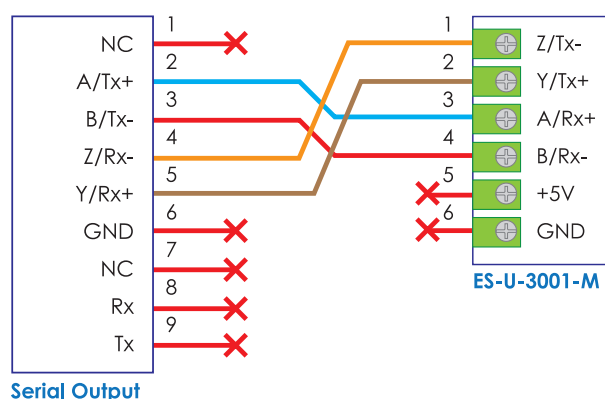 1
NC
2
A/Tx+
3
B/Tx-
4
Z/Rx-
5
Y/Rx+
6
GND
7
NC
8
Rx
9
Tx
Serial Output
1
Z/Tx-
2
Y/Tx+
3
A/Rx+
4
B/Rx-
5
+5V
6
GND
ES-U-3001-M